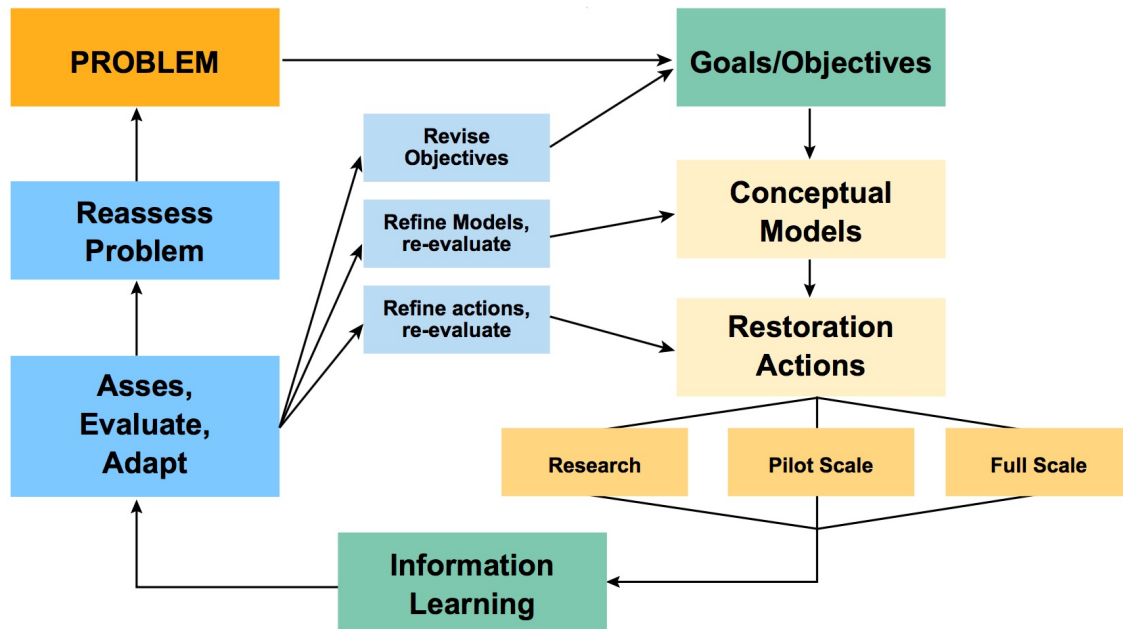 PROBLEM
Goals/Objectives
Revise
Objectives
Reassess
Problem
Conceptual
Models
Refine Models,
re-evaluate
Refine actions,
re-evaluate
Restoration
Actions
Asses,
Evaluate,
Adapt
Research
Pilot Scale
Full Scale
Information
Learning